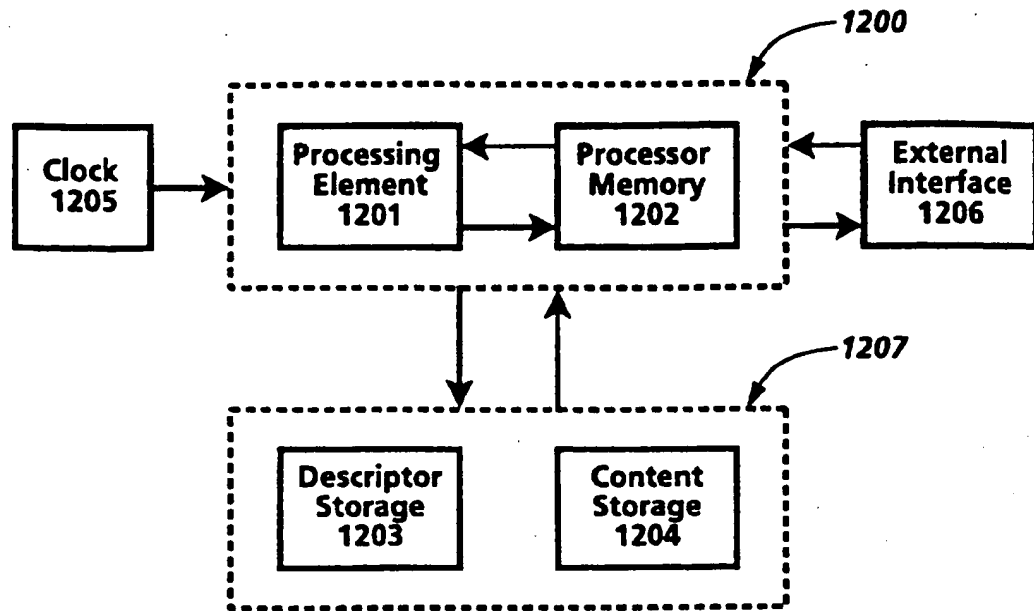 1200
Clock
1205
Processing
Element
1201
Processor
Memory
1202
External
Interface
1206
1207
Descriptor
Storage
1203
Content
Storage
1204